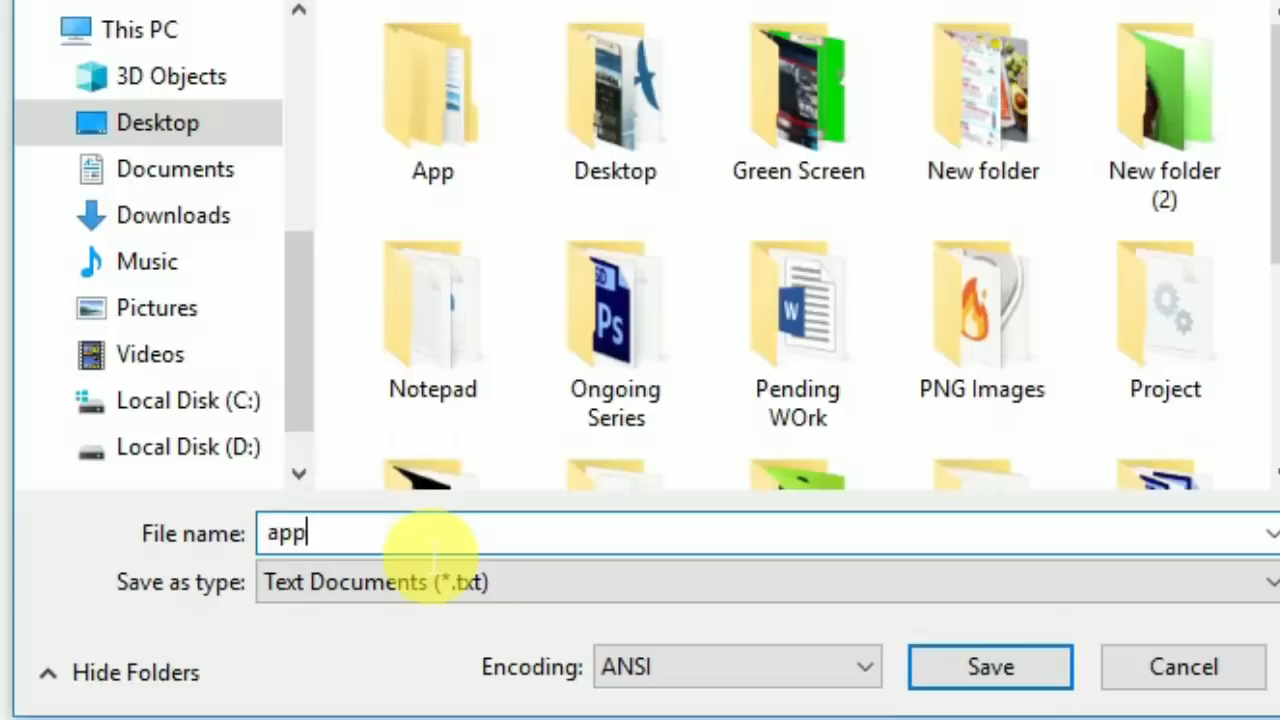 This PC
3D Objects
Desktop
Documents
Downloads
Music
Pictures
Videos
Local Disk (C:)
Local Disk (D:)
App
Desktop
Green Screen
New folder
New folder
(2)
Notepad
Ongoing
Series
Pending
WOrk
PNG Images
Project
SD
Ps
W
File name: app
Save as type: Text Documents (*.txt)
Hide Folders
Encoding: ANSI
Save
Cancel